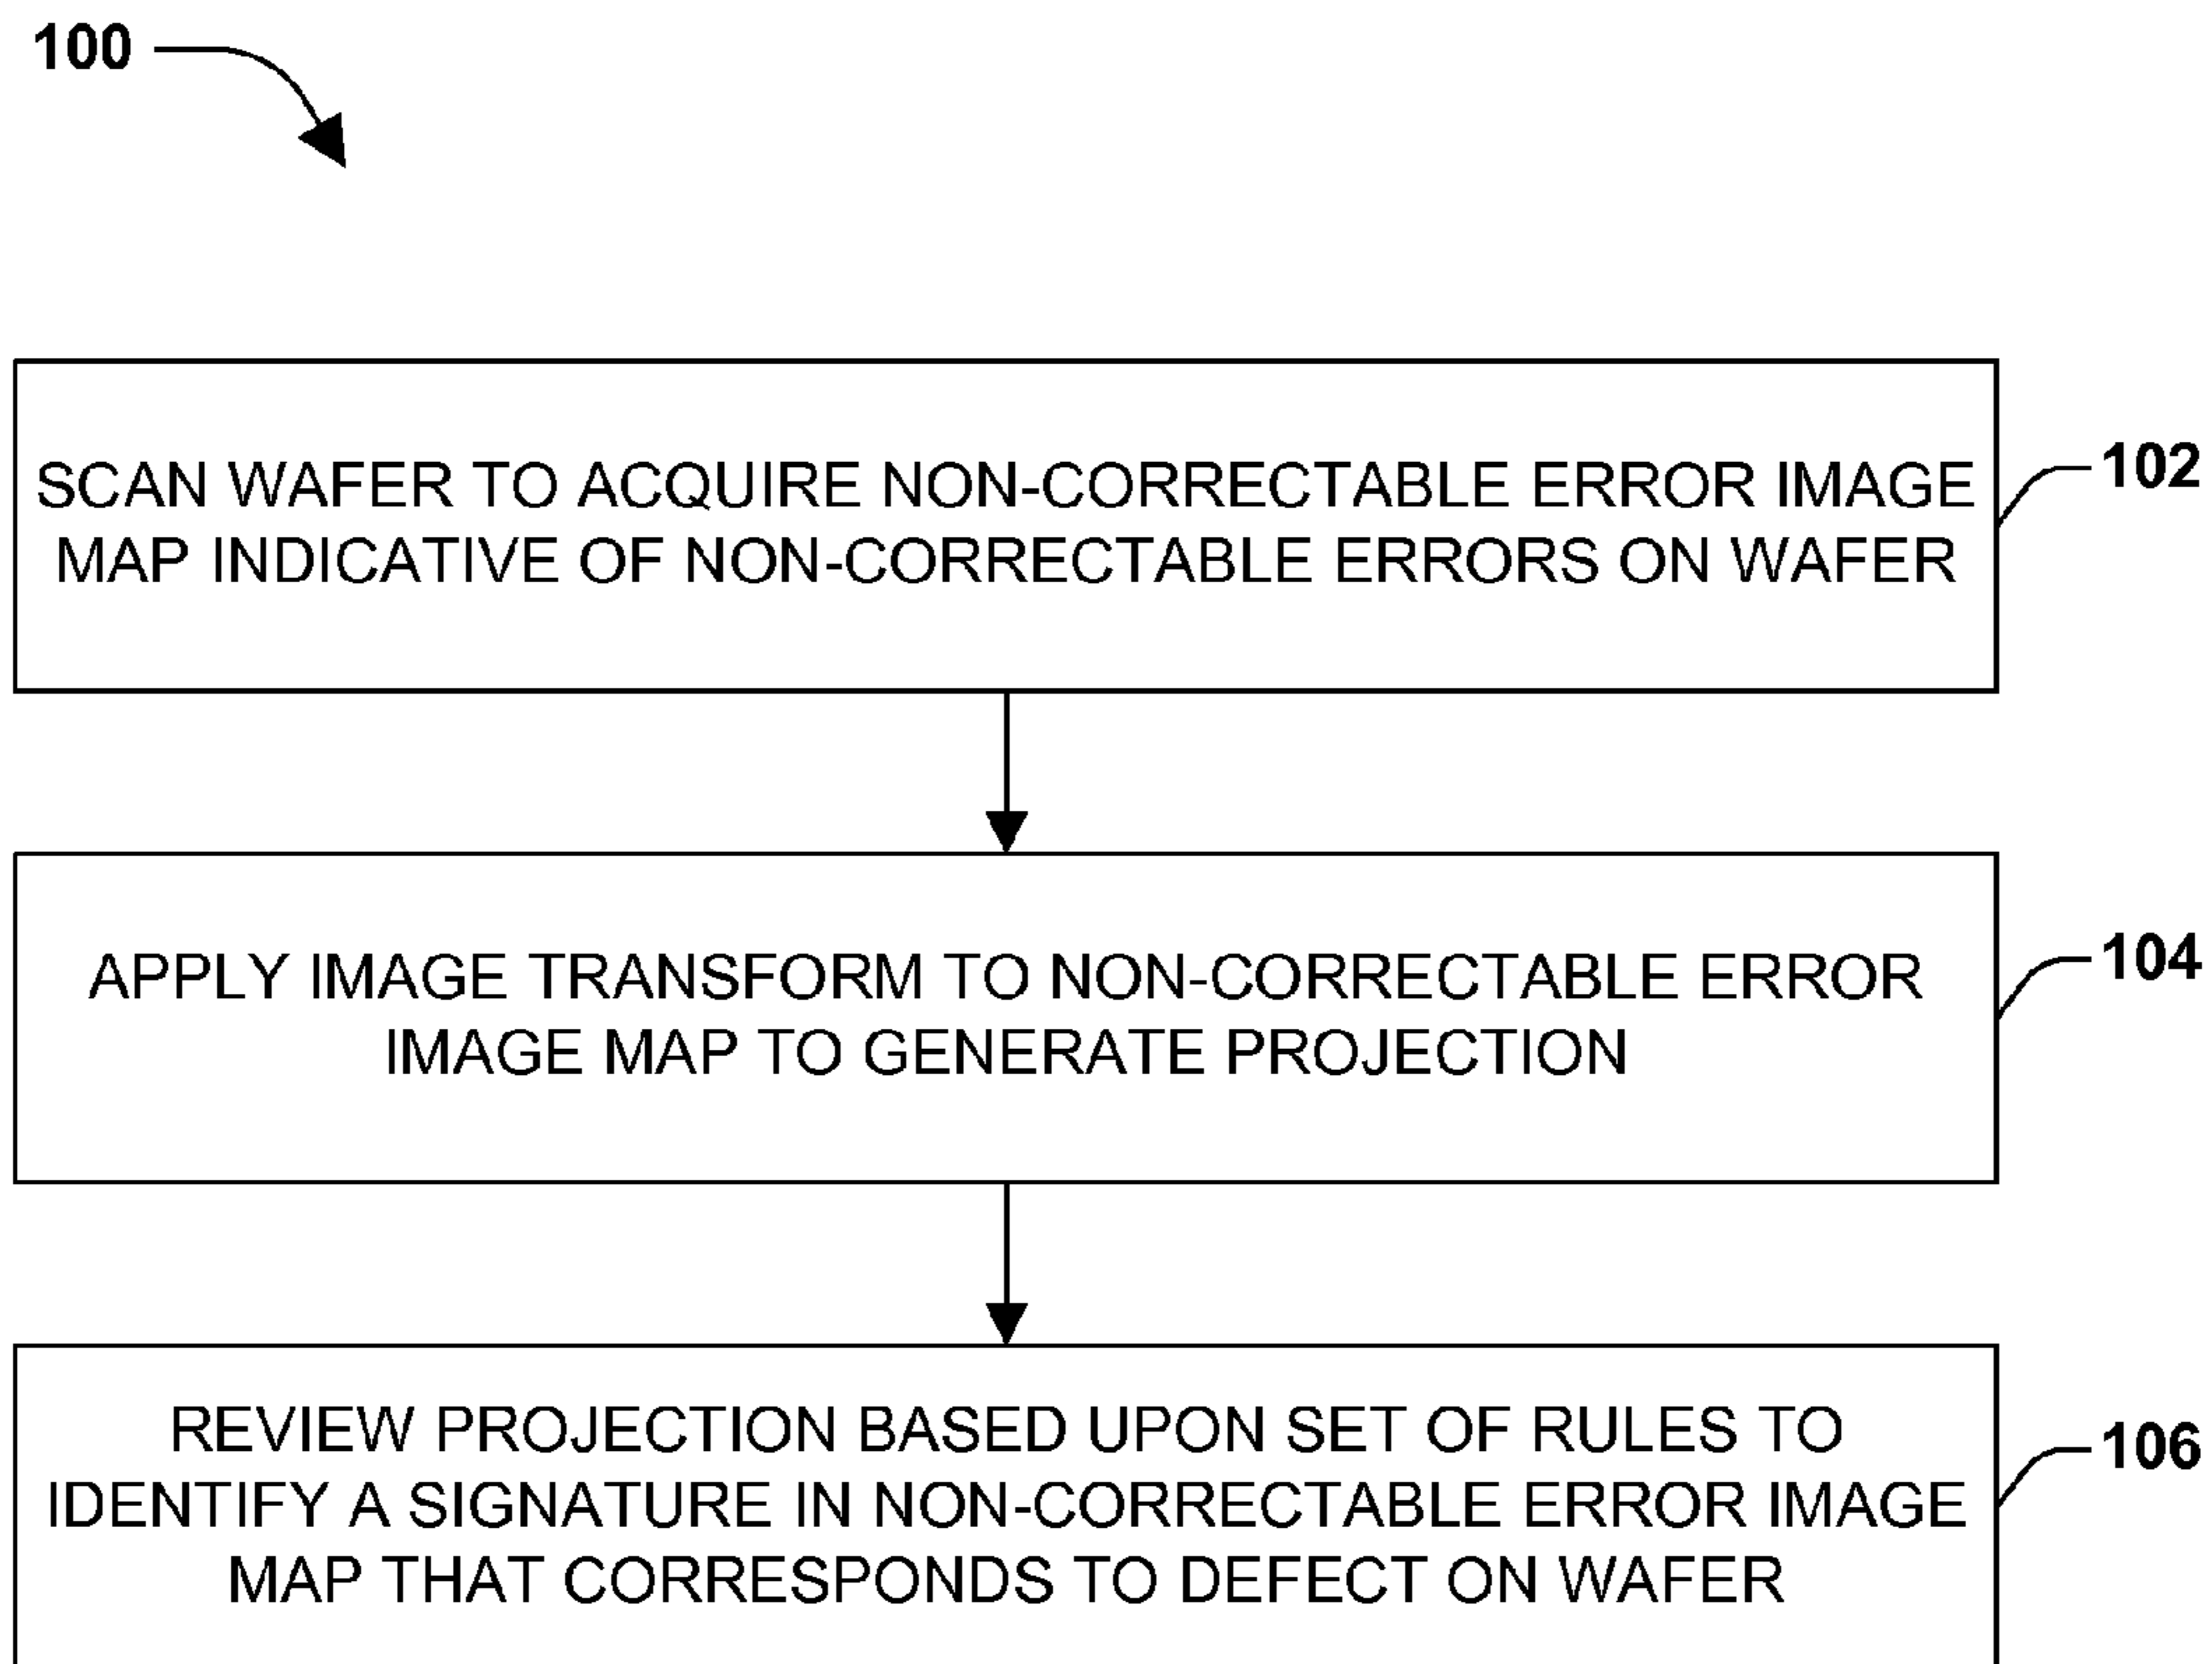 100
SCAN WAFER TO ACQUIRE NON-CORRECTABLE ERROR IMAGE
MAP INDICATIVE OF NON-CORRECTABLE ERRORS ON WAFER
102
APPLY IMAGE TRANSFORM TO NON-CORRECTABLE ERROR
IMAGE MAP TO GENERATE PROJECTION
104
REVIEW PROJECTION BASED UPON SET OF RULES TO
IDENTIFY A SIGNATURE IN NON-CORRECTABLE ERROR IMAGE
MAP THAT CORRESPONDS TO DEFECT ON WAFER
106